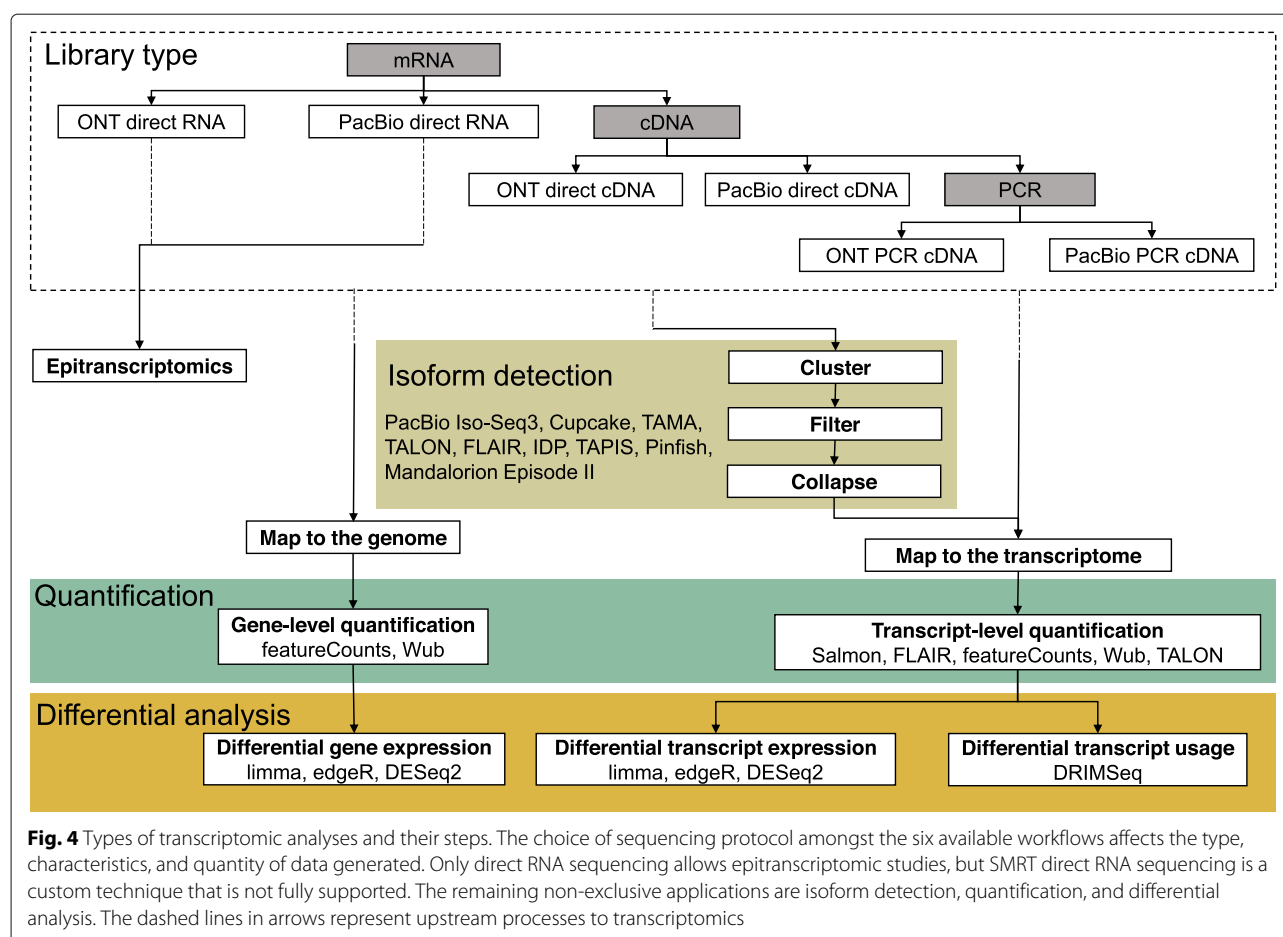 Library type
mRNA
ONT direct RNA
PacBio direct RNA
cDNA
ONT direct cDNA
PacBio direct cDNA
PCR
ONT PCR cDNA
PacBio PCR cDNA
Epitranscriptomics
Isoform detection
PacBio Iso-Seq3, Cupcake, TAMA,
TALON, FLAIR, IDP, TAPIS, Pinfish,
Mandalorion Episode II
Cluster
Filter
Collapse
Map to the genome
Map to the transcriptome
Quantification
Gene-level quantification
featureCounts, Wub
Transcript-level quantification
Salmon, FLAIR, featureCounts, Wub, TALON
Differential analysis
Differential gene expression
limma, edgeR, DESeq2
Differential transcript expression
limma, edgeR, DESeq2
Differential transcript usage
DRIMSeq
Fig. 4 Types of transcriptomic analyses and their steps. The choice of sequencing protocol amongst the six available workflows affects the type,
characteristics, and quantity of data generated. Only direct RNA sequencing allows epitranscriptomic studies, but SMRT direct RNA sequencing is a
custom technique that is not fully supported. The remaining non-exclusive applications are isoform detection, quantification, and differential
analysis. The dashed lines in arrows represent upstream processes to transcriptomics